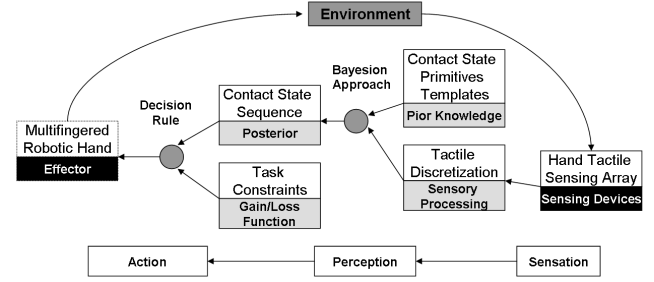 Environment
Bayesion
Approach
Contact State
Primitives
Templates
Pior Knowledge
Decision
Rule
Contact State
Sequence
Posterior
Multifingered
Robotic Hand
Effector
Task
Constraints
Gain/Loss
Function
Tactile
Discretization
Sensory
Processing
Hand Tactile
Sensing Array
Sensing Devices
Action
Perception
Sensation